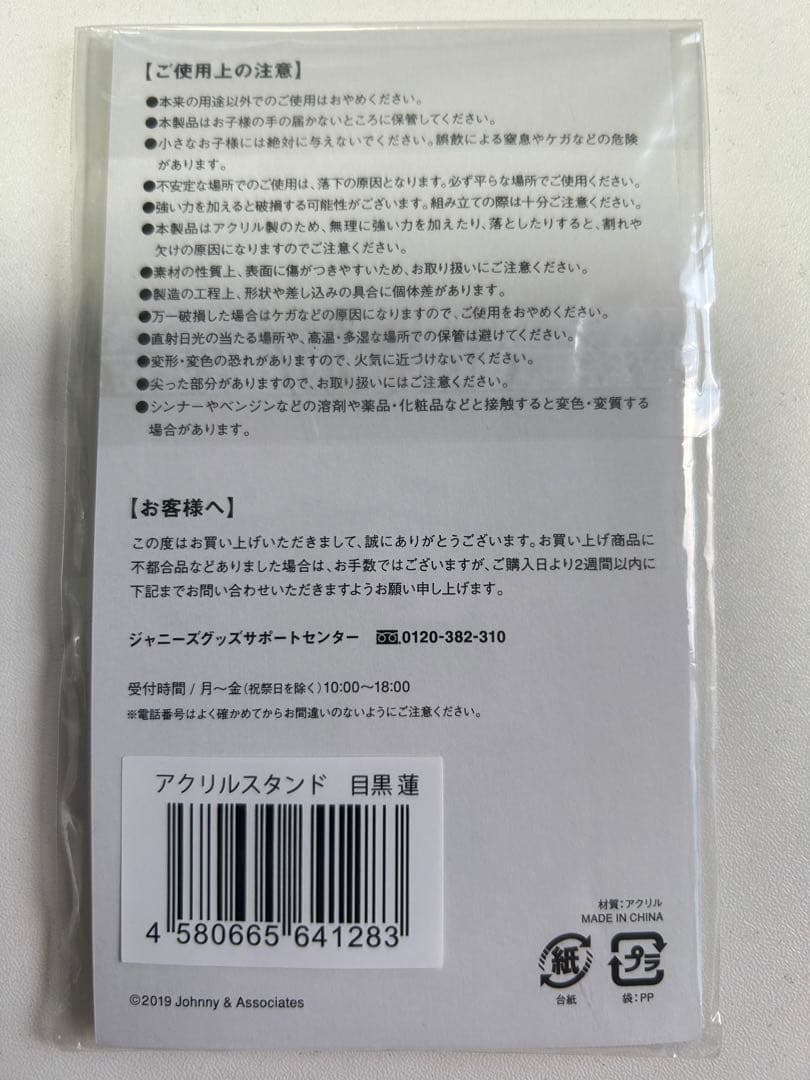 【ご使用上の注意】
●本来の用途以外でのご使用はおやめください。
●本製品はお子様の手の届かないところに保管してください。
●小さなお子様には絶対に与えないでください。誤飲による窒息やケガなどの危険
があります。
●不安定な場所でのご使用は、落下の原因となります。必ず平らな場所でご使用ください。
●強い力を加えると破損する可能性がございます。組み立ての際は十分ご注意ください。
●本製品はアクリル製のため、無理に強い力を加えたり、落としたりすると、割れや
欠けの原因になりますのでご注意ください。
●素材の性質上、表面に傷がつきやすいため、お取り扱いにご注意ください。
●製造の工程上、形状や差し込みの具合に個体差があります。
●万一破損した場合はケガなどの原因になりますので、ご使用をおやめください。
●直射日光の当たる場所や、高温・多湿な場所での保管は避けてください。
●変形・変色の恐れがありますので、火気に近づけないでください。
●尖った部分がありますので、お取り扱いにはご注意ください。
●シンナーやベンジンなどの溶剤や薬品・化粧品などと接触すると変色・変質する
場合があります。
【お客様へ】
この度はお買い上げいただきまして、誠にありがとうございます。お買い上げ商品に
不都合品などありました場合は、お手数ではございますが、ご購入日より2週間以内に
下記までお問い合わせいただきますようお願い申し上げます。
ジャニーズグッズサポートセンター 0120-382-310
受付時間 / 月〜金(祝祭日を除く)10:00〜18:00
※電話番号はよく確かめてからお間違いのないようにご注意ください。
アクリルスタンド 目黒 蓮
4 580665 641283
材質：アクリル
MADE IN CHINA
紙
プラ
台紙
袋：PP
©2019 Johnny & Associates